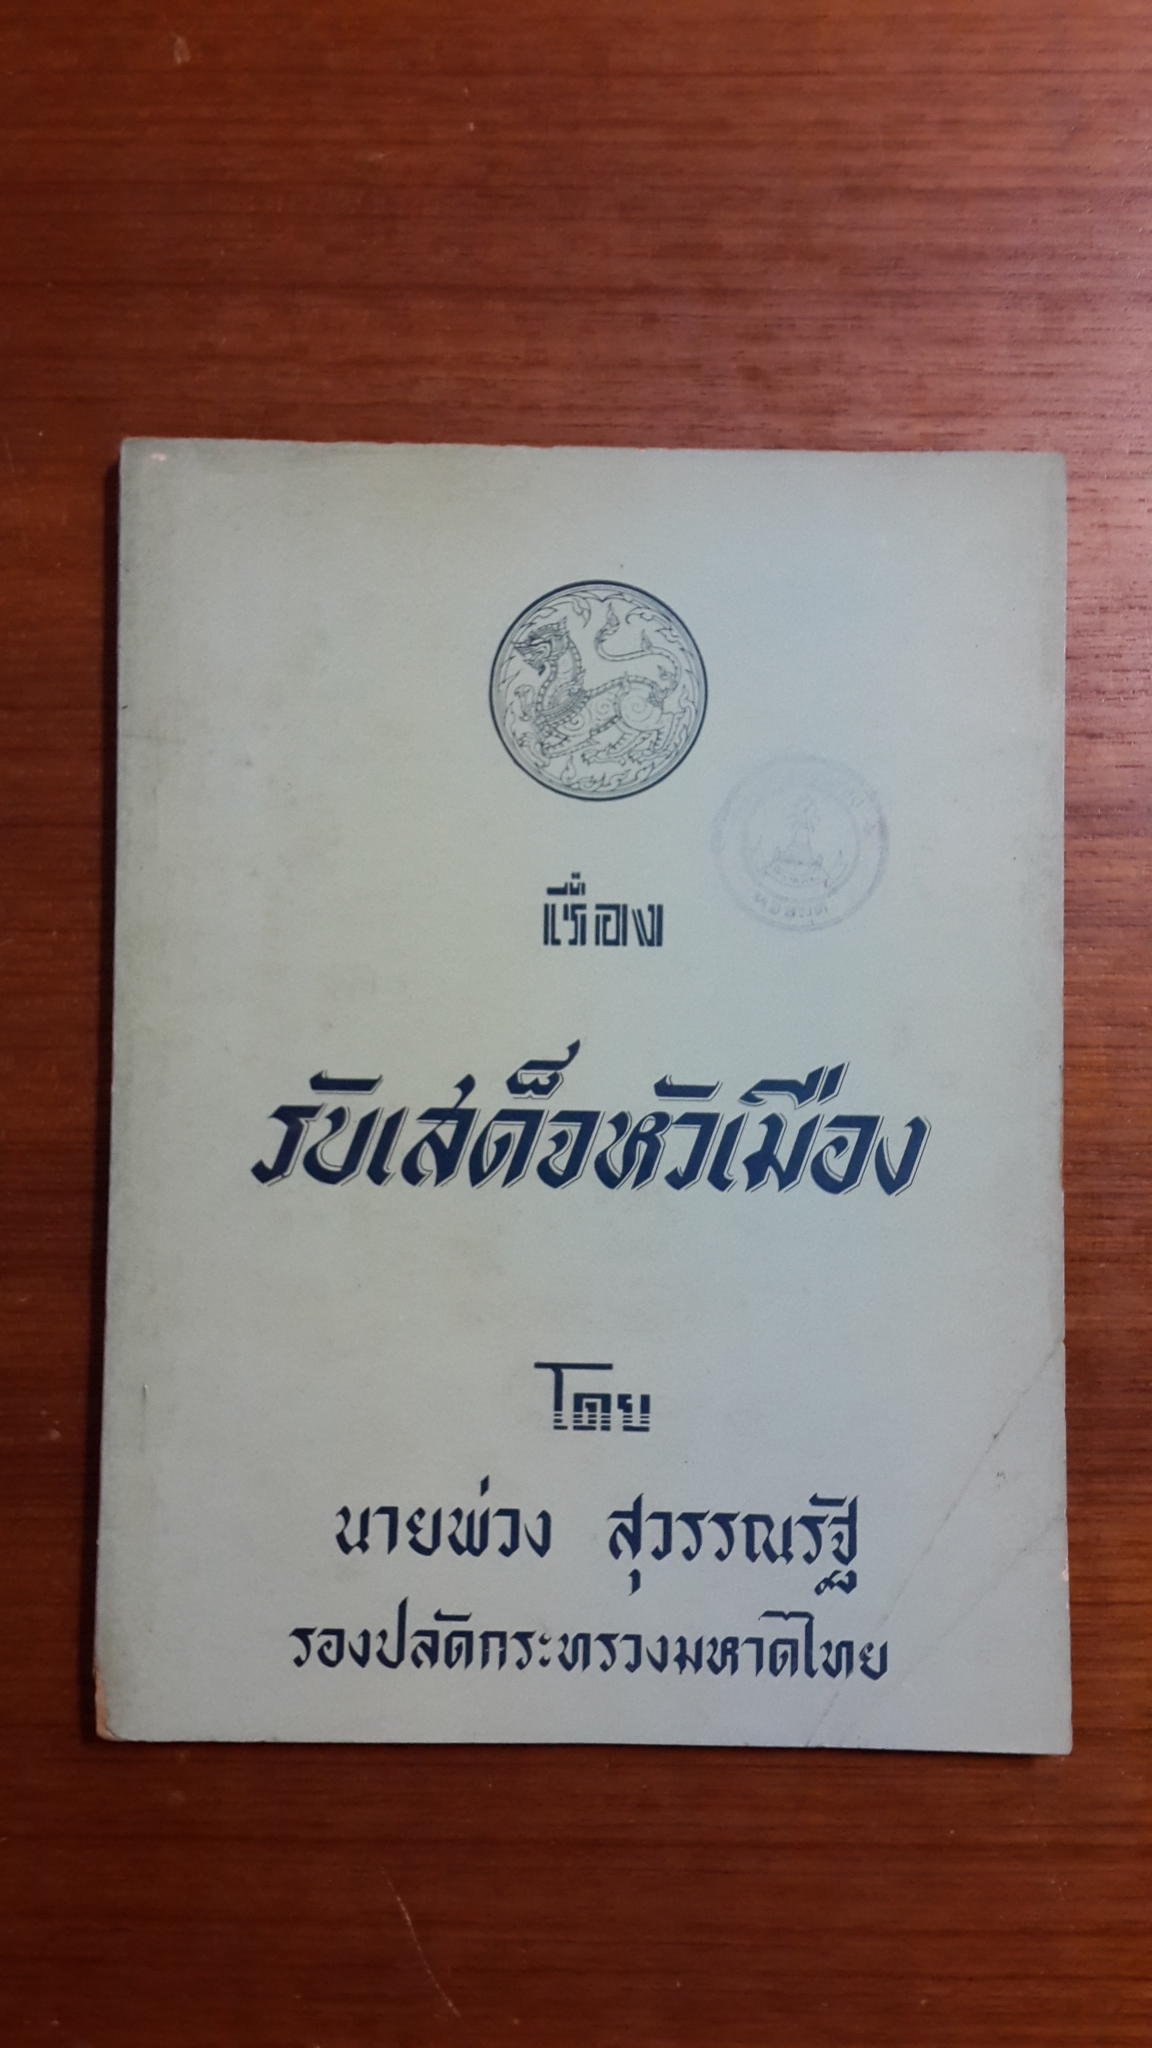 เรื่อง
รับเสด็จหัวเมือง
โดย
นายพ่วง สุวรรณรัฐ
รองปลัดกระทรวงมหาดไทย